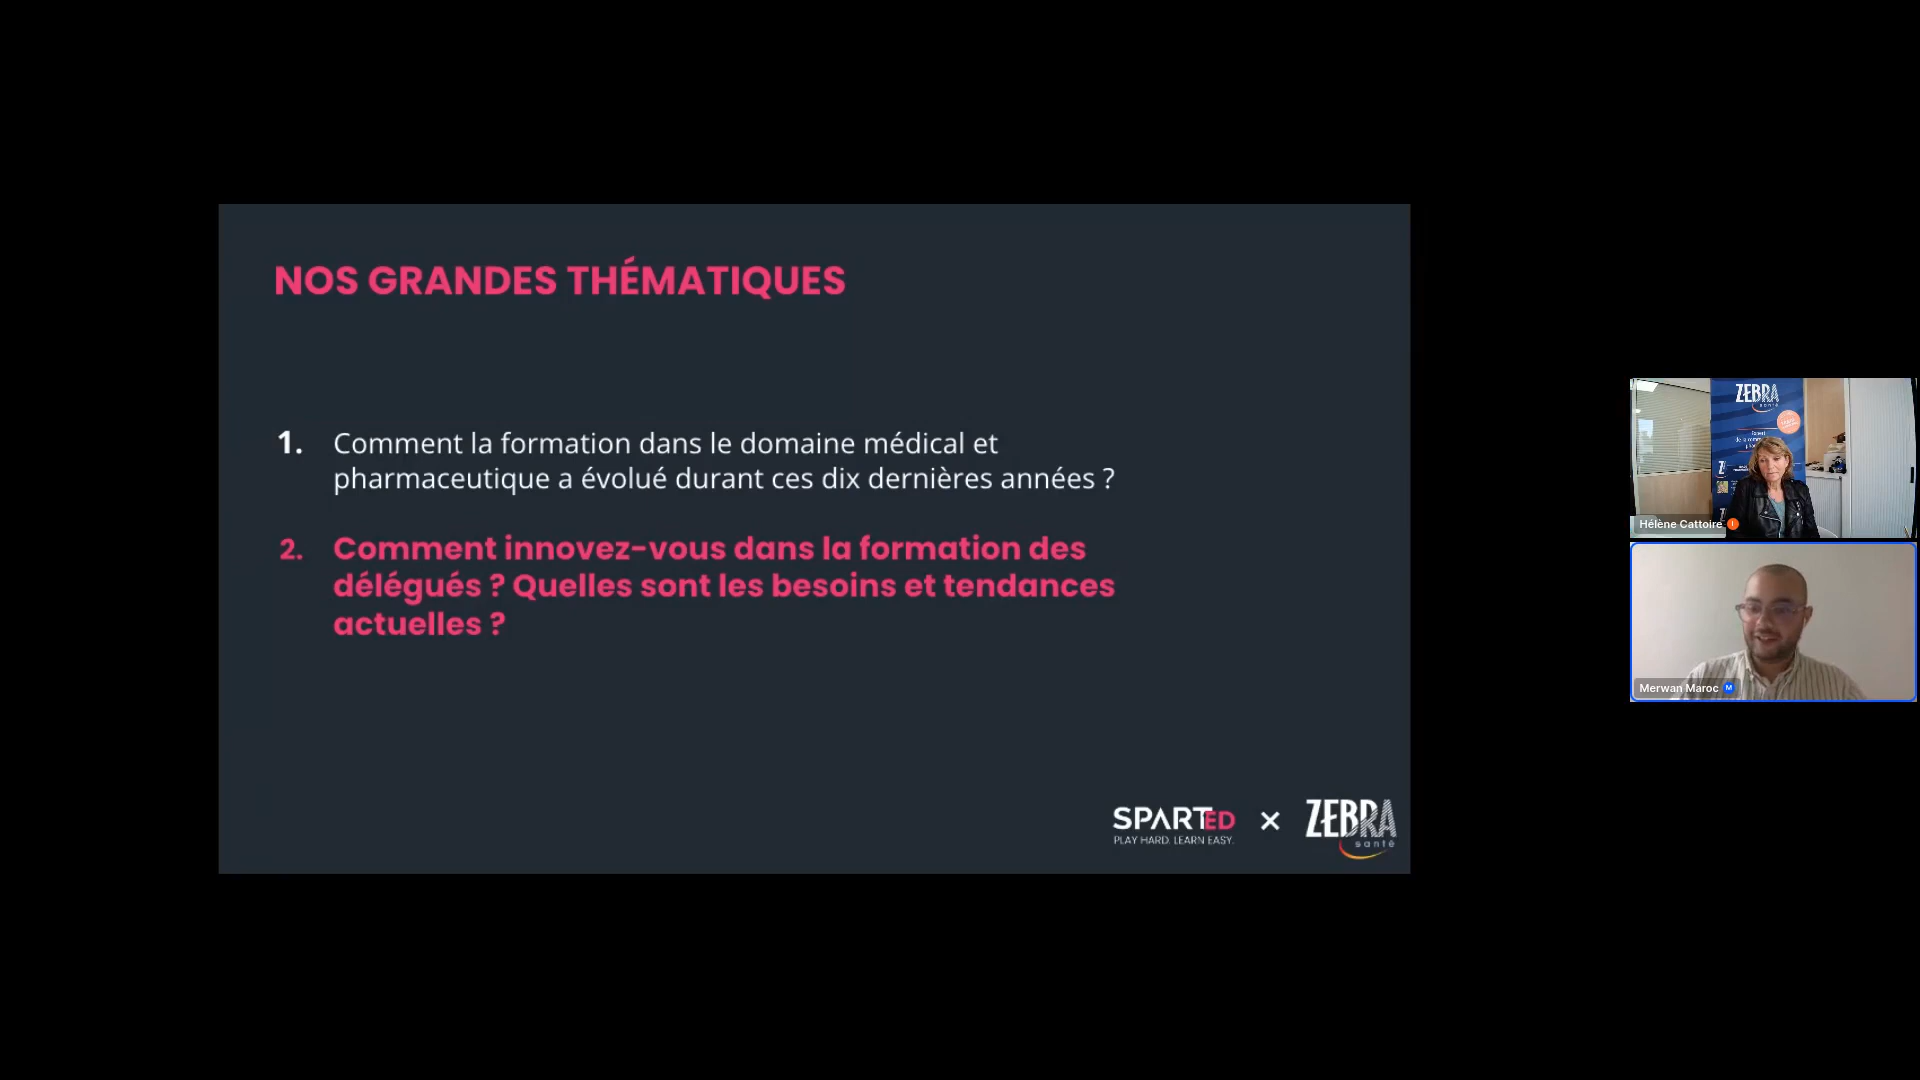 NOS GRANDES THÉMATIQUES
1. Comment la formation dans le domaine médical et
pharmaceutique a évolué durant ces dix dernières années ?
2. Comment innovez-vous dans la formation des
délégués ? Quelles sont les besoins et tendances
actuelles ?
SPARTED
PLAY HARD. LEARN EASY.
×
ZEBRA
santé
ZEBRA
santé
Hélène Cattoire
Merwan Maroc M